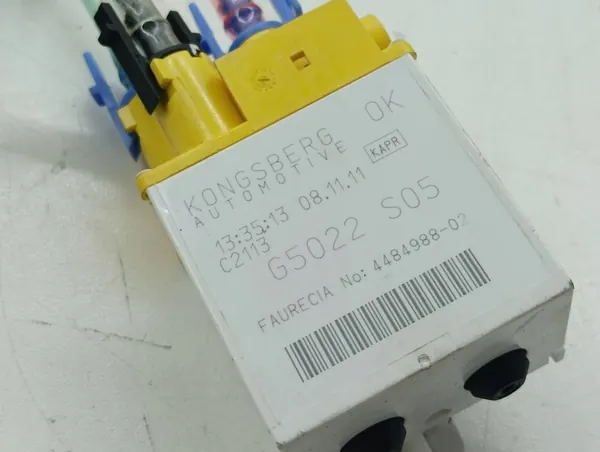 KONGSBERG OK
AUTOMOTIVE KAPR
13:35:13 08.11.11
C2113
G5022 S05
FAURECIA No: 4484988-02